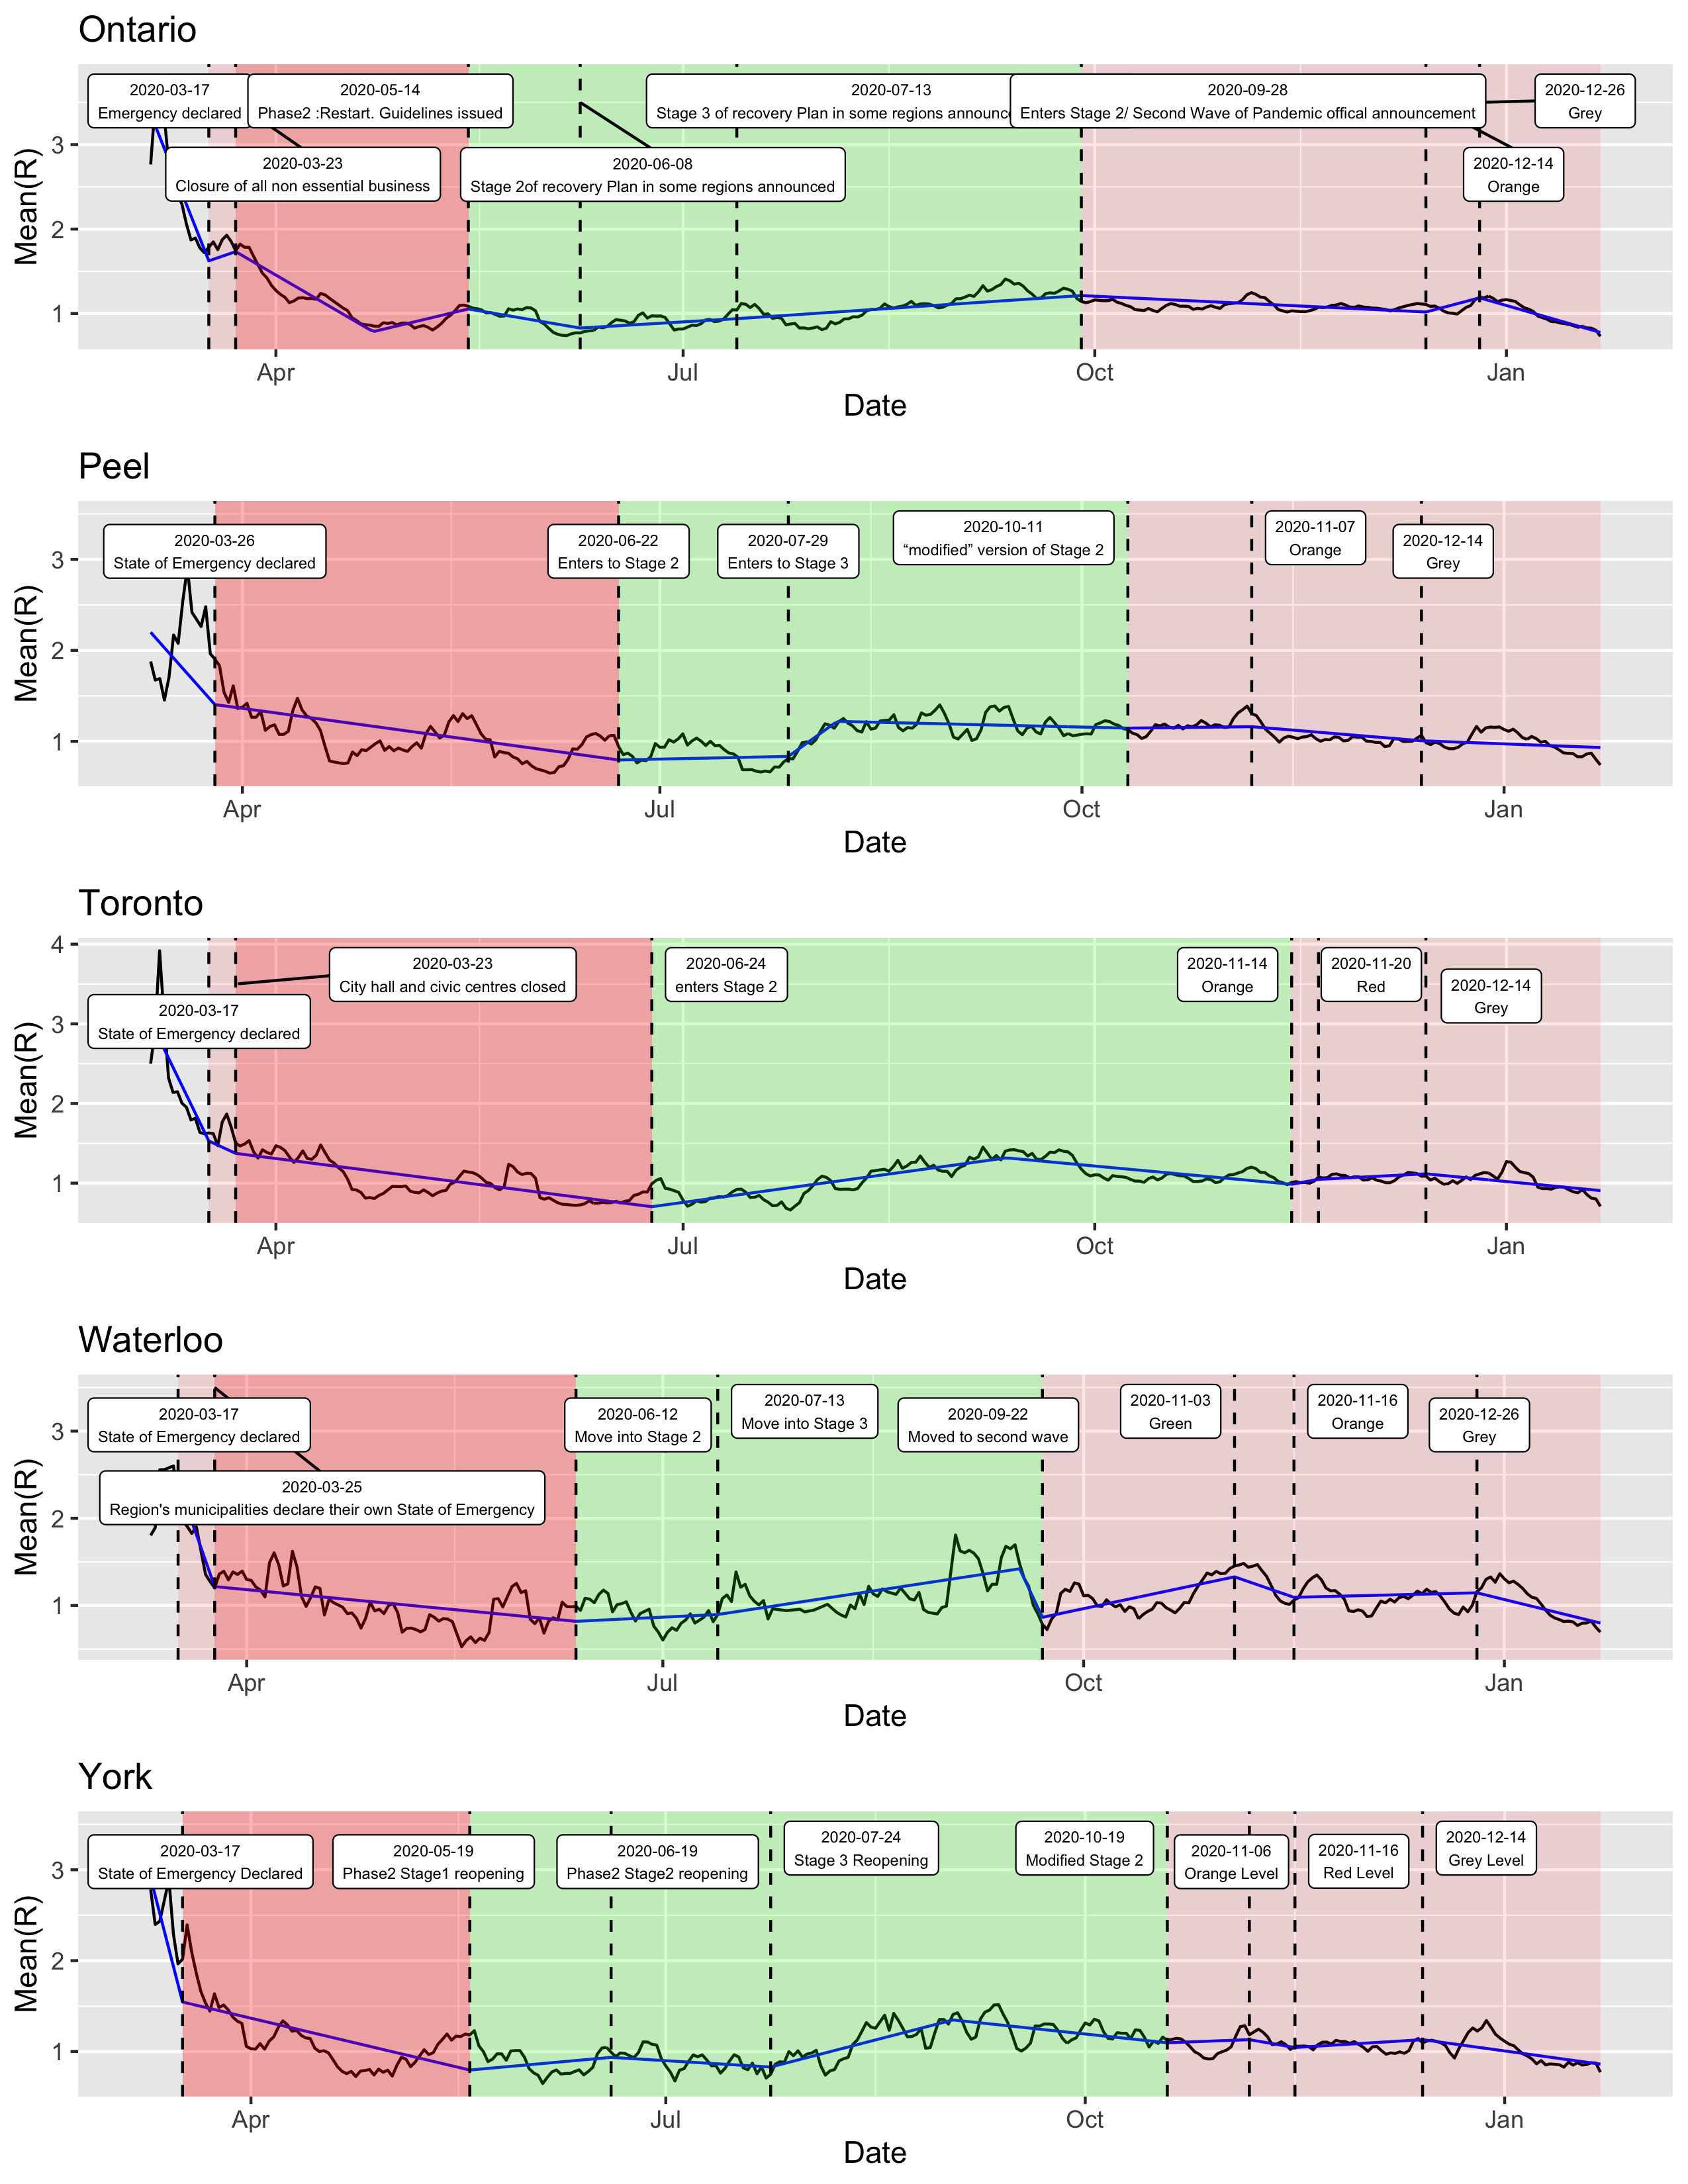 Ontario
2020-03-17
Emergency declared
2020-05-14
Phase2 :Restart. Guidelines issued
2020-07-13
Stage 3 of recovery Plan in some regions announc
2020-09-28
Enters Stage 2/ Second Wave of Pandemic offical announcement
2020-12-26
Grey
2020-03-23
Closure of all non essential business
2020-06-08
Stage 2of recovery Plan in some regions announced
2020-12-14
Orange
Mean(R)
3
2
1
Apr
Jul
Oct
Jan
Date
Peel
2020-03-26
State of Emergency declared
2020-06-22
Enters to Stage 2
2020-07-29
Enters to Stage 3
2020-10-11
“modified” version of Stage 2
2020-11-07
Orange
2020-12-14
Grey
Mean(R)
3
2
1
Apr
Jul
Oct
Jan
Date
Toronto
2020-03-17
State of Emergency declared
2020-03-23
City hall and civic centres closed
2020-06-24
enters Stage 2
2020-11-14
Orange
2020-11-20
Red
2020-12-14
Grey
Mean(R)
4
3
2
1
Apr
Jul
Oct
Jan
Date
Waterloo
2020-03-17
State of Emergency declared
2020-03-25
Region's municipalities declare their own State of Emergency
2020-06-12
Move into Stage 2
2020-07-13
Move into Stage 3
2020-09-22
Moved to second wave
2020-11-03
Green
2020-11-16
Orange
2020-12-26
Grey
Mean(R)
3
2
1
Apr
Jul
Oct
Jan
Date
York
2020-03-17
State of Emergency Declared
2020-05-19
Phase2 Stage1 reopening
2020-06-19
Phase2 Stage2 reopening
2020-07-24
Stage 3 Reopening
2020-10-19
Modified Stage 2
2020-11-06
Orange Level
2020-11-16
Red Level
2020-12-14
Grey Level
Mean(R)
3
2
1
Apr
Jul
Oct
Jan
Date